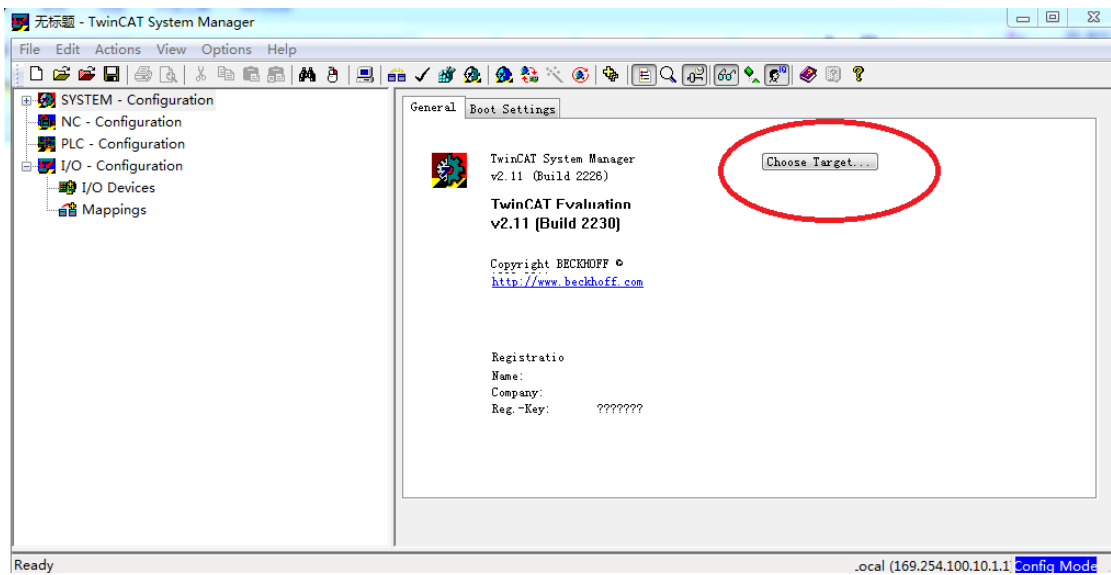 无标题 - TwinCAT System Manager
File Edit Actions View Options Help
SYSTEM - Configuration
NC - Configuration
PLC - Configuration
I/O - Configuration
I/O Devices
Mappings
General Boot Settings
TwinCAT System Manager
v2.11 (Build 2226)
Choose Target...
TwinCAT Evaluation
v2.11 (Build 2230)
Copyright BECKHOFF ©
http://www.beckhoff.com
Registratio
Name:
Company:
Reg.-Key: ???????
Ready
.ocal (169.254.100.10.1.1) Config Mode